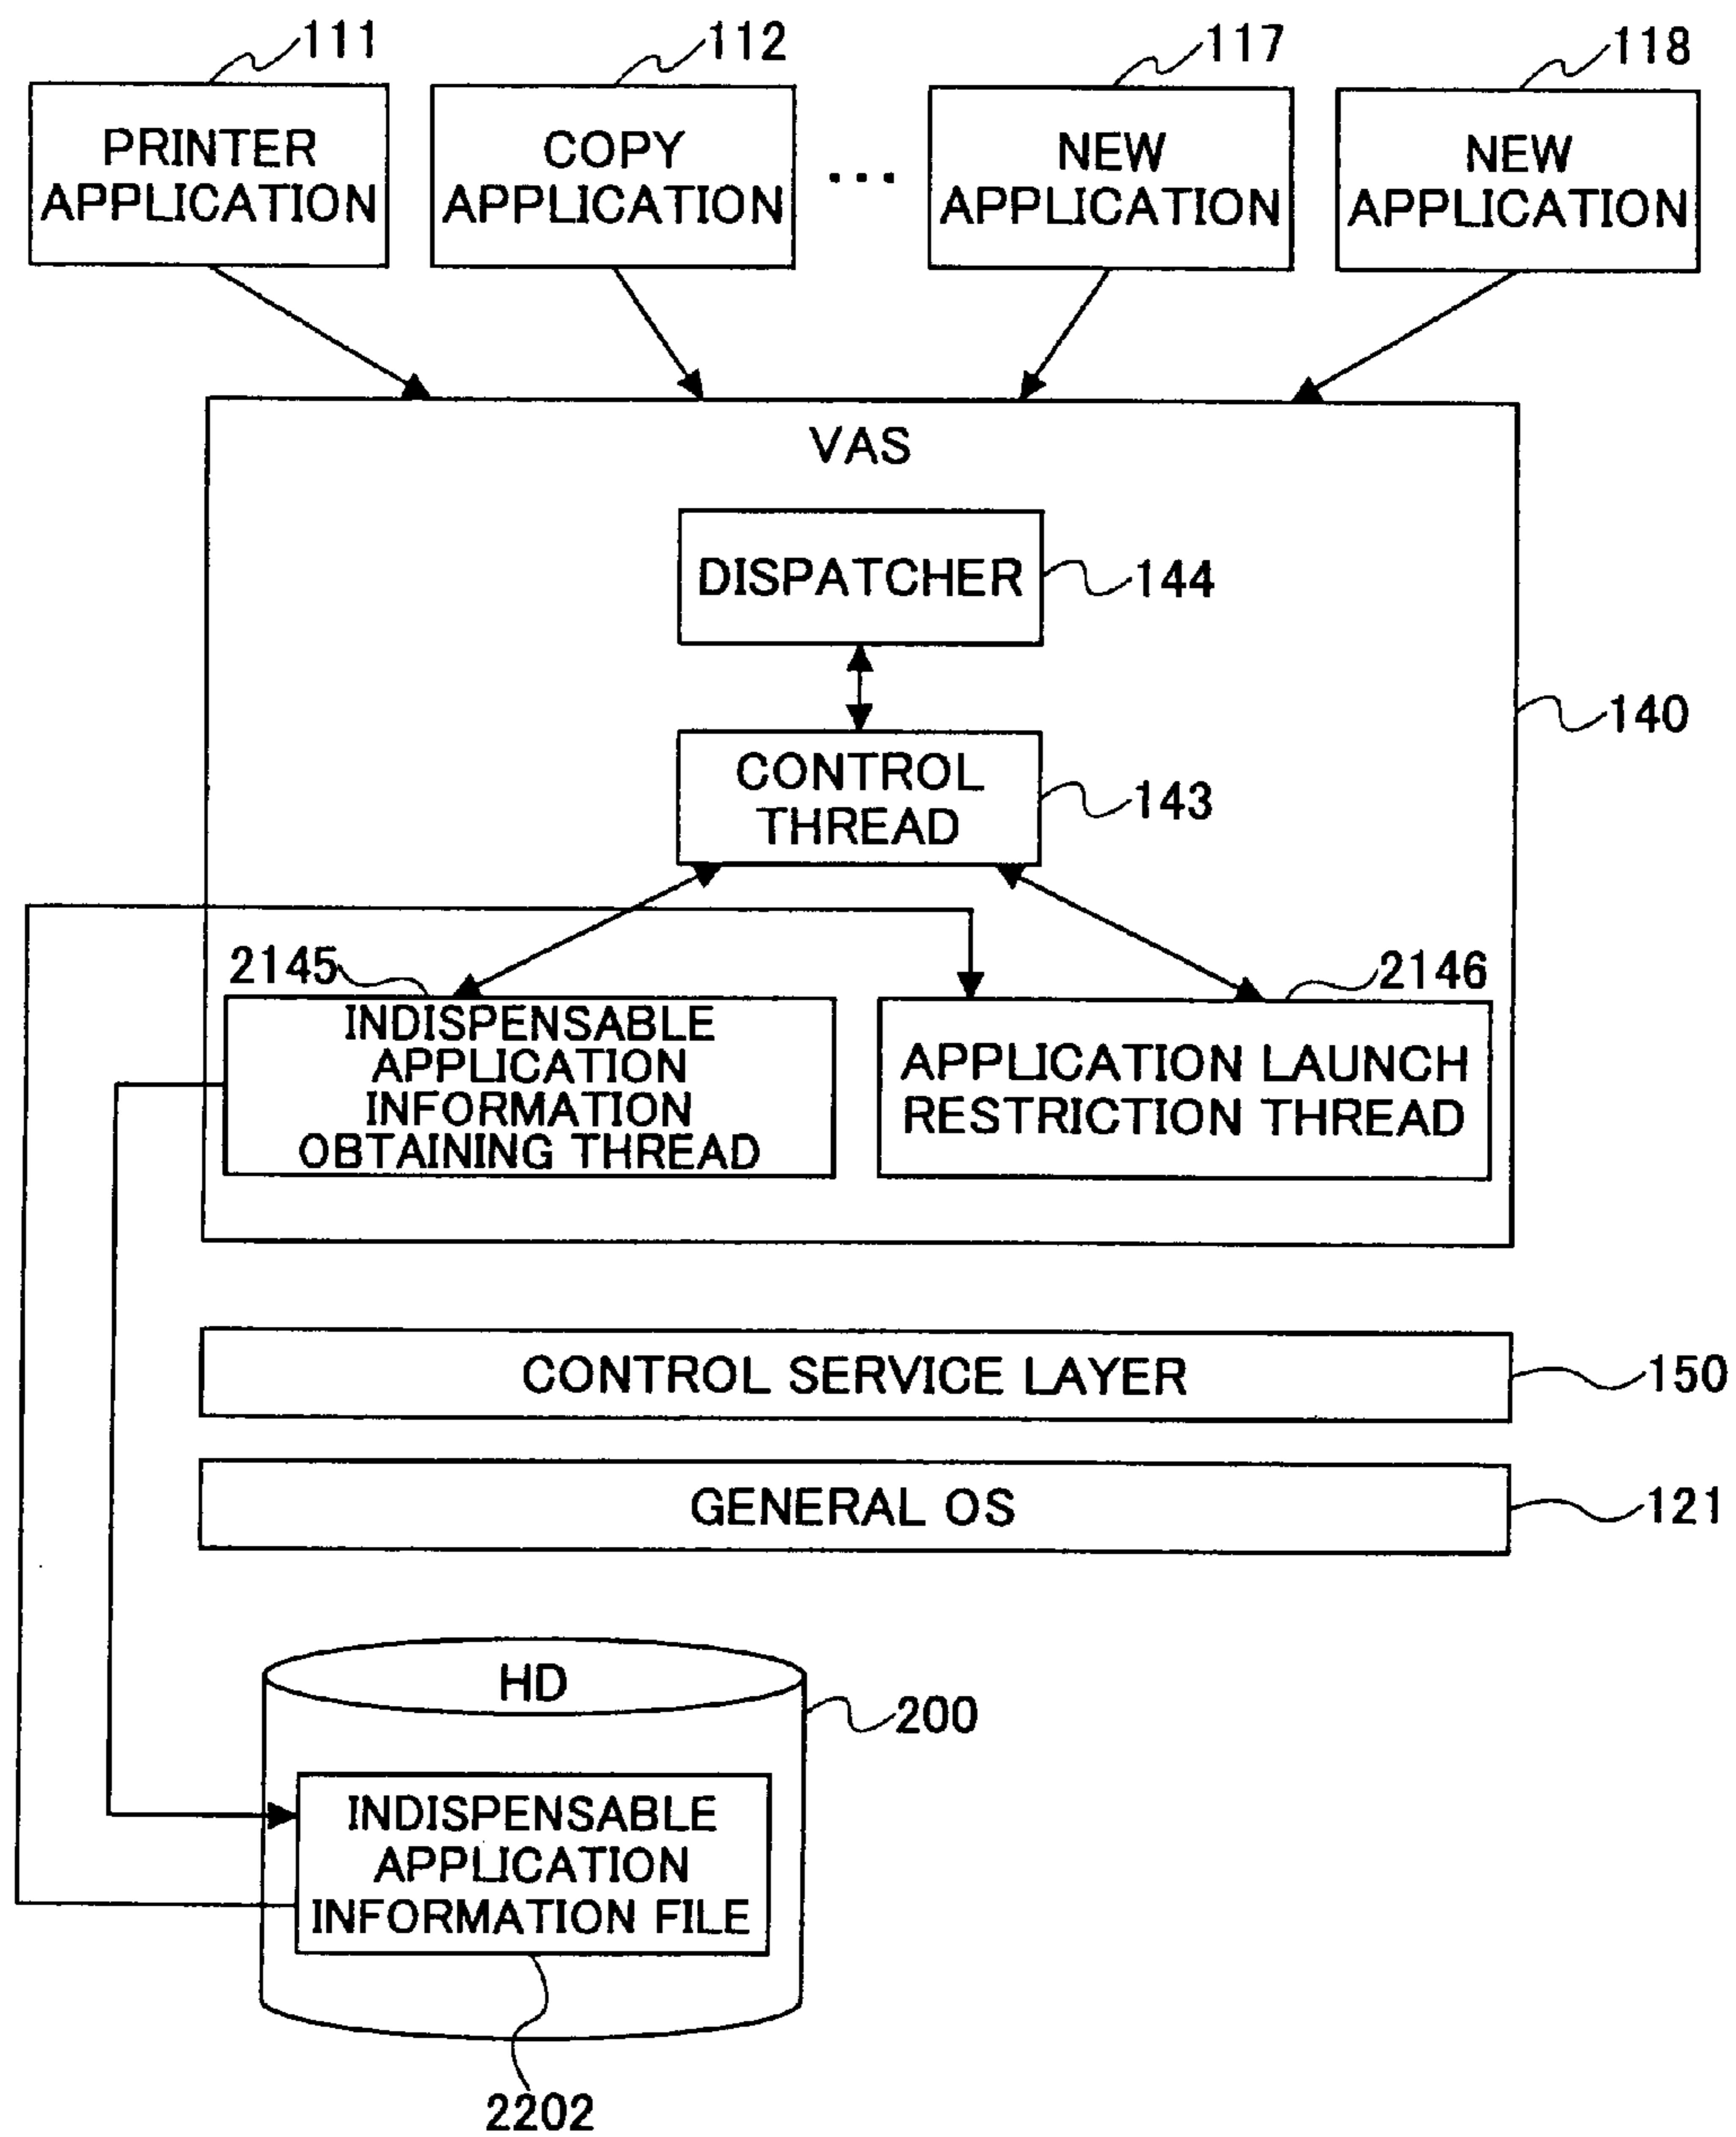 111
112
117
118
PRINTER
APPLICATION
COPY
APPLICATION
...
NEW
APPLICATION
NEW
APPLICATION
VAS
DISPATCHER
144
140
CONTROL
THREAD
143
2145
2146
INDISPENSABLE
APPLICATION
INFORMATION
OBTAINING THREAD
APPLICATION LAUNCH
RESTRICTION THREAD
CONTROL SERVICE LAYER
150
GENERAL OS
121
HD
200
INDISPENSABLE
APPLICATION
INFORMATION FILE
2202